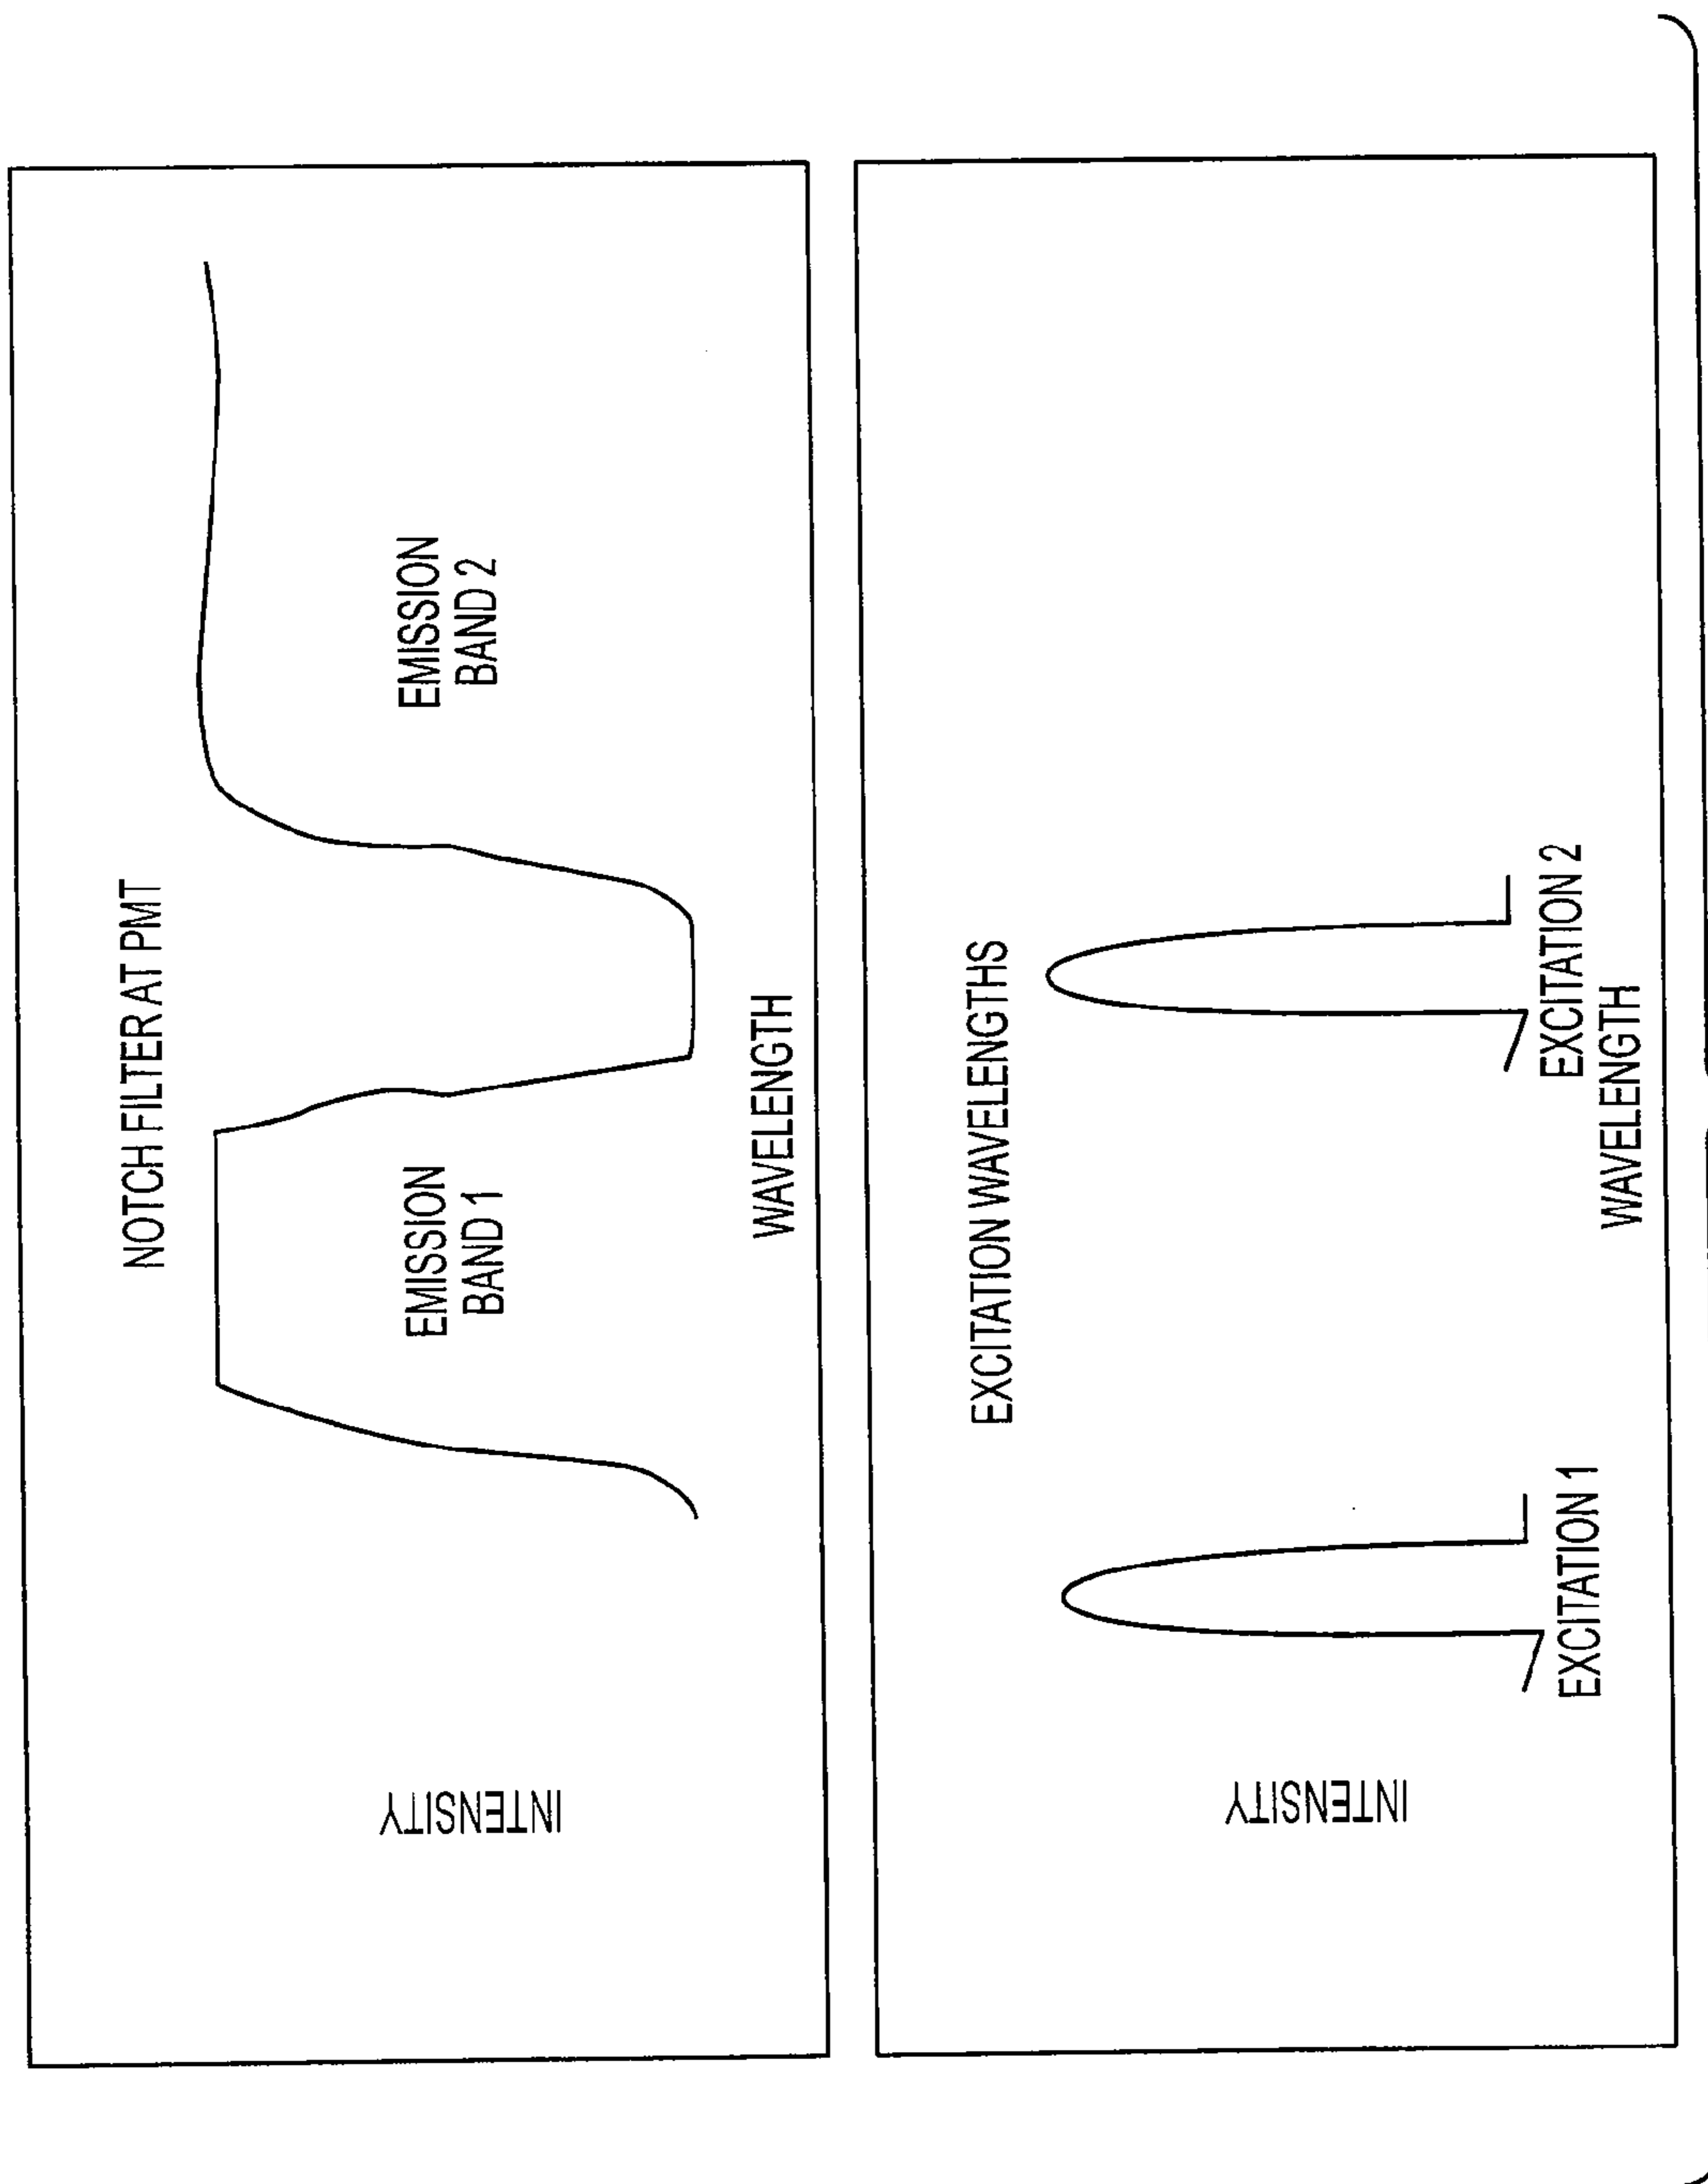 NOTCH FILTER AT PMT
INTENSITY
EMISSION
BAND 1
EMISSION
BAND 2
WAVELENGTH
EXCITATION WAVELENGTHS
INTENSITY
EXCITATION 1
EXCITATION 2
WAVELENGTH